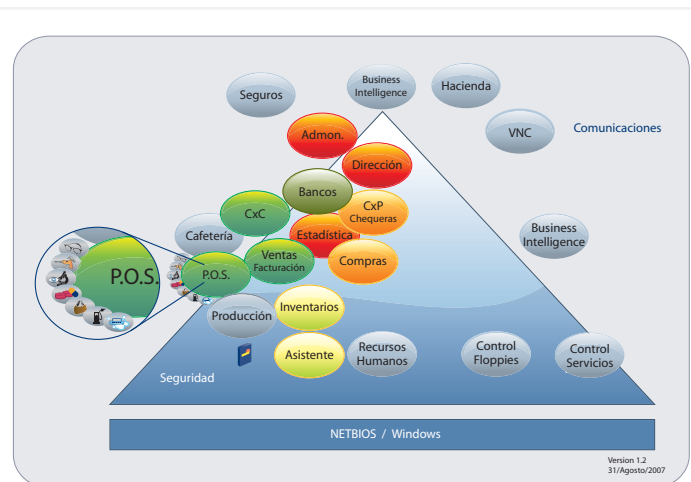 Seguros
Business
Intelligence
Hacienda
VNC
Comunicaciones
Admon.
Dirección
Bancos
CxC
CxP
Chequeras
Cafetería
Estadística
Business
Intelligence
P.O.S.
P.O.S.
Ventas
Facturación
Compras
Producción
Inventarios
Asistente
Recursos
Humanos
Control
Floppies
Control
Servicios
Seguridad
NETBIOS / Windows
Version 1.2
31/Agosto/2007